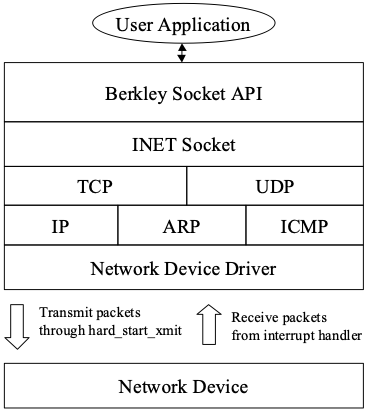 User Application
Berkley Socket API
INET Socket
TCP UDP
IP ARP ICMP
Network Device Driver
Transmit packets
through hard_start_xmit
Receive packets
from interrupt handler
Network Device